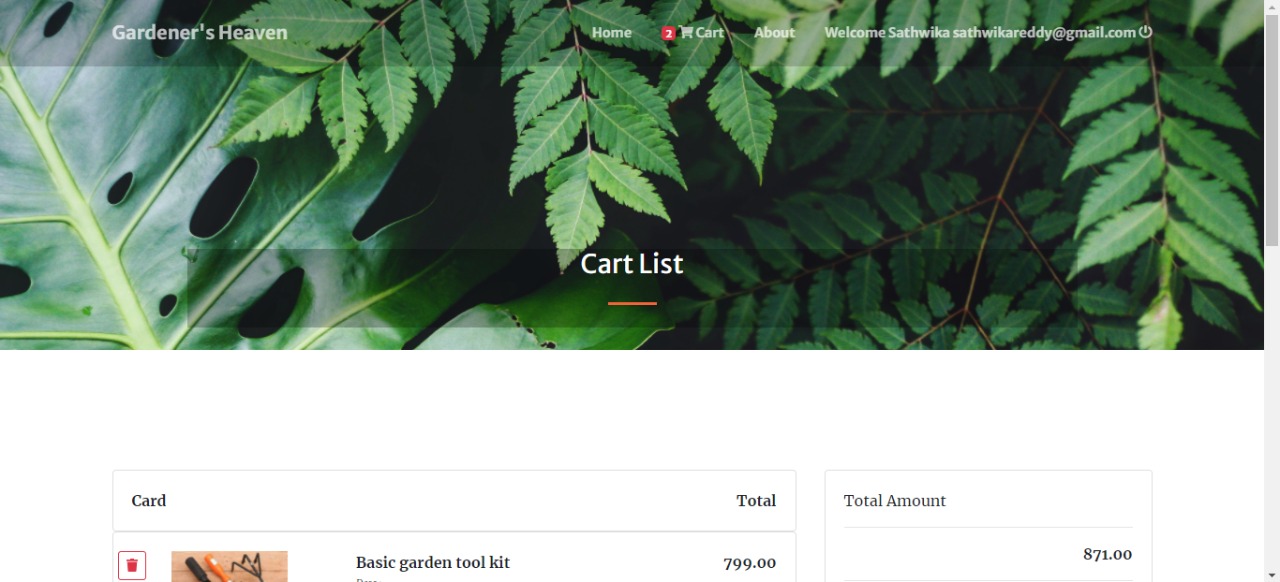 Gardener's Heaven
Home 2 Cart About Welcome Sathwika sathwikareddy@gmail.com
Cart List
Card Total
Total Amount
871.00
Basic garden tool kit 799.00